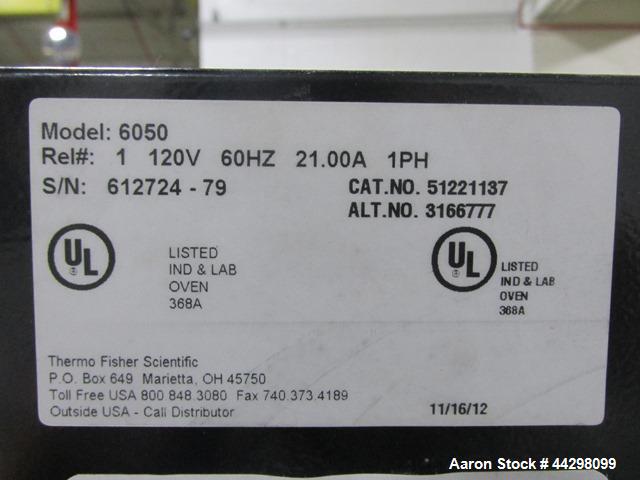 Model: 6050
Rel#: 1 120V 60HZ 21.00A 1PH
S/N: 612724 - 79
CAT.NO. 51221137
ALT.NO. 3166777
UL
®
LISTED
IND & LAB
OVEN
368A
UL
®
LISTED
IND & LAB
OVEN
368A
Thermo Fisher Scientific
P.O. Box 649 Marietta, OH 45750
Toll Free USA 800 848.3080 Fax 740.373.4189
Outside USA - Call Distributor
11/16/12
Aaron Stock # 44298099